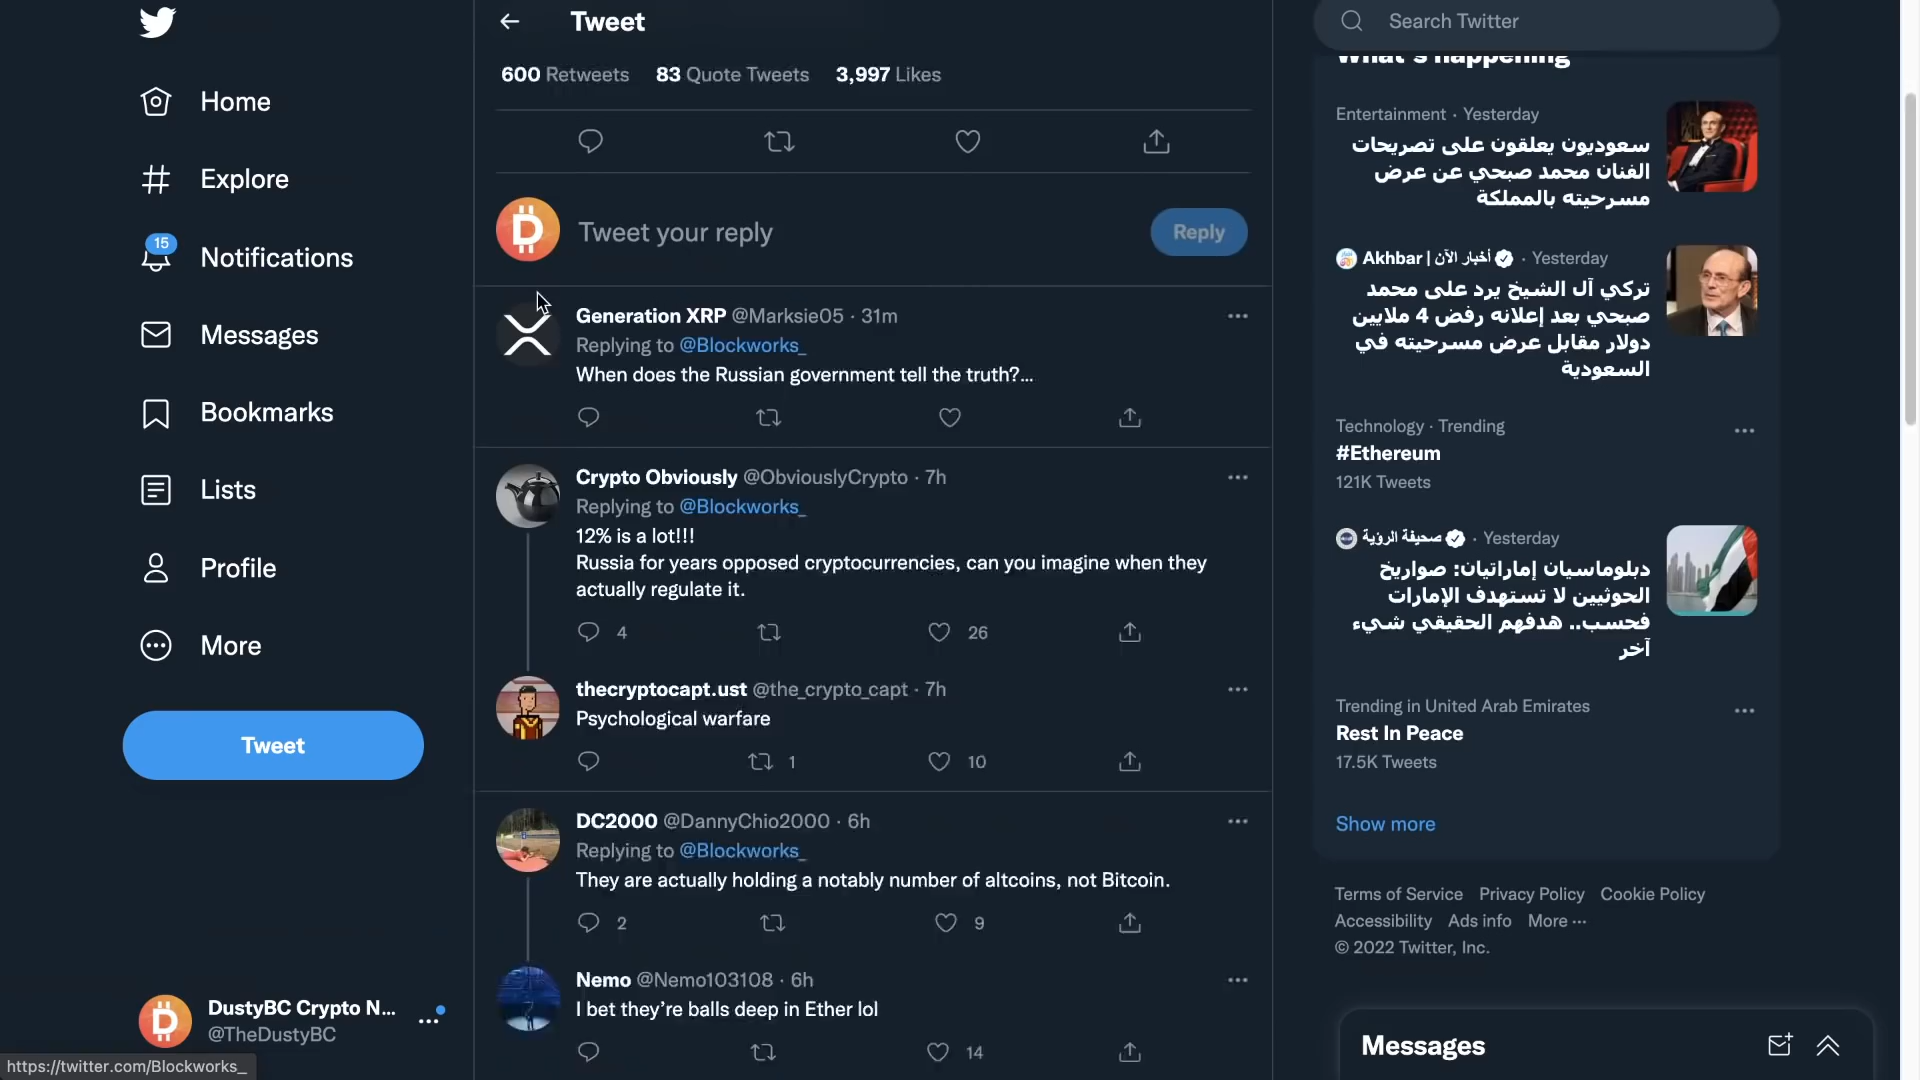 Home
Explore
15
Notifications
Messages
Bookmarks
Lists
Profile
More
Tweet
DustyBC Crypto N...
@TheDustyBC
https://twitter.com/Blockworks_
Tweet
600 Retweets 83 Quote Tweets 3,997 Likes
Tweet your reply
Reply
Generation XRP @Marksie05 · 31m
Replying to @Blockworks_
When does the Russian government tell the truth?...
Crypto Obviously @ObviouslyCrypto · 7h
Replying to @Blockworks_
12% is a lot!!!
Russia for years opposed cryptocurrencies, can you imagine when they
actually regulate it.
4 26
thecryptocapt.ust @the_crypto_capt · 7h
Psychological warfare
1 10
DC2000 @DannyChio2000 · 6h
Replying to @Blockworks_
They are actually holding a notably number of altcoins, not Bitcoin.
2 9
Nemo @Nemo103108 · 6h
I bet they’re balls deep in Ether lol
14
Search Twitter
What's happening
Entertainment · Yesterday
سعوديون يعلقون على تصريحات
الفنان محمد صبحي عن عرض
مسرحيته بالمملكة
Akhbar | أخبار الآن · Yesterday
تركي آل الشيخ يرد على محمد
صبحي بعد إعلانه رفض 4 ملايين
دولار مقابل عرض مسرحيته في
السعودية
Technology · Trending
#Ethereum
121K Tweets
صحيفة الرؤية · Yesterday
دبلوماسيان إماراتيان: صواريخ
الحوثيين لا تستهدف الإمارات
فحسب.. هدفهم الحقيقي شيء
آخر
Trending in United Arab Emirates
Rest In Peace
17.5K Tweets
Show more
Terms of Service Privacy Policy Cookie Policy
Accessibility Ads info More ···
© 2022 Twitter, Inc.
Messages